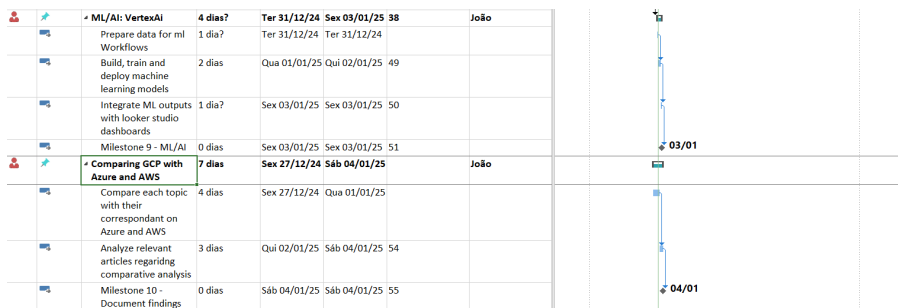 ML/AI: VertexAi 4 dias? Ter 31/12/24 Sex 03/01/25 38 João
Prepare data for ml 1 dia? Ter 31/12/24 Ter 31/12/24
Workflows
Build, train and 2 dias Qua 01/01/25 Qui 02/01/25 49
deploy machine
learning models
Integrate ML outputs 1 dia? Sex 03/01/25 Sex 03/01/25 50
with looker studio
dashboards
Milestone 9 - ML/AI 0 dias Sex 03/01/25 Sex 03/01/25 51
03/01
Comparing GCP with 7 dias Sex 27/12/24 Sáb 04/01/25 João
Azure and AWS
Compare each topic 4 dias Sex 27/12/24 Qua 01/01/25
with their
correspondant on
Azure and AWS
Analyze relevant 3 dias Qui 02/01/25 Sáb 04/01/25 54
articles regaridng
comparative analysis
Milestone 10 - 0 dias Sáb 04/01/25 Sáb 04/01/25 55
Document findings
04/01